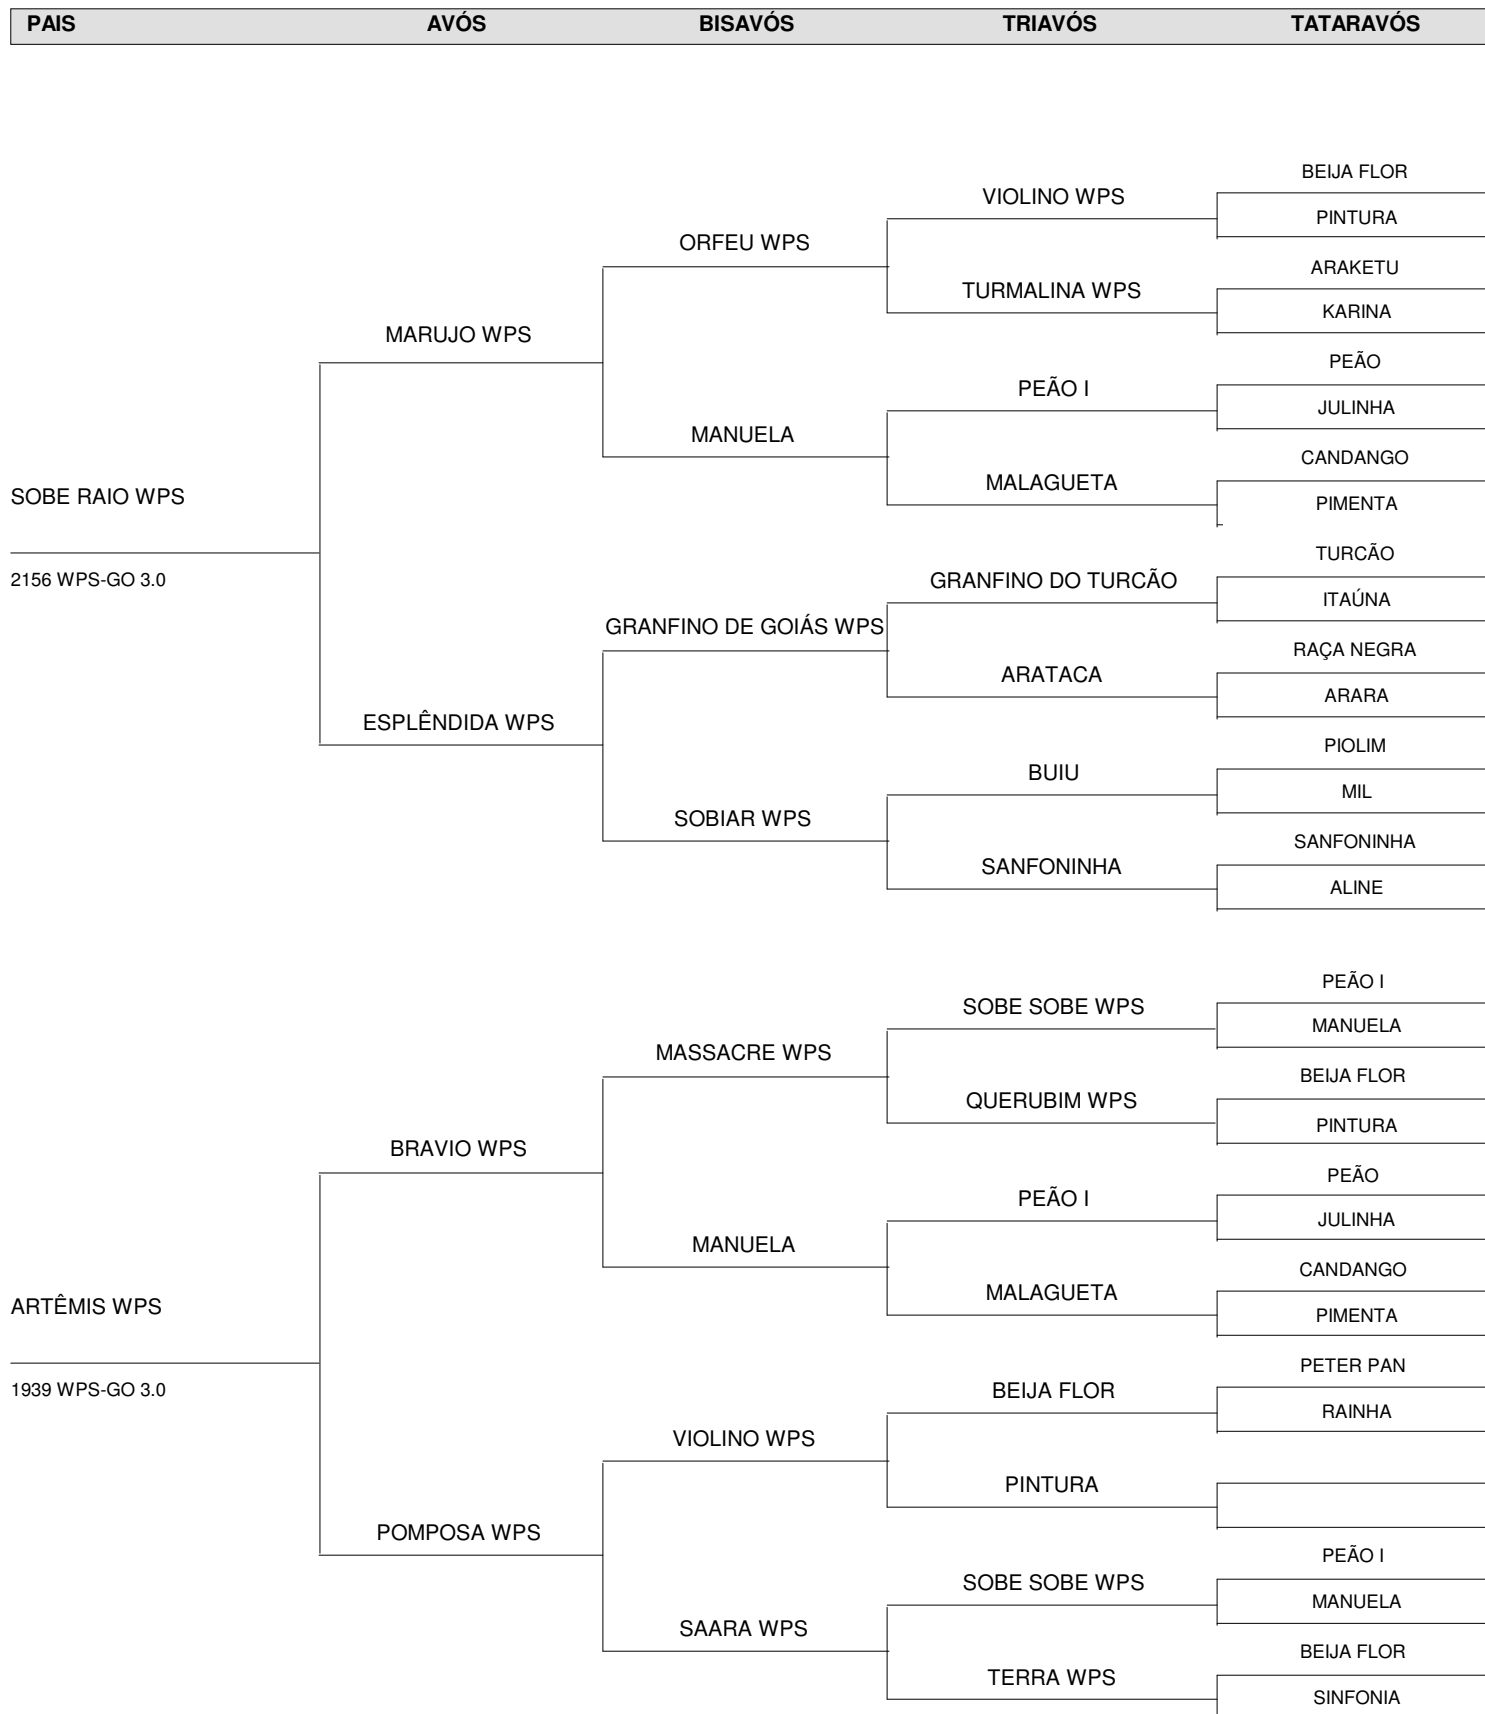 PAIS AVÓS BISAVÓS TRIAVÓS TATARAVÓS
BEIJA FLOR
VIOLINO WPS
PINTURA
ORFEU WPS
ARAKETU
TURMALINA WPS
KARINA
MARUJO WPS
PEÃO
PEÃO I
JULINHA
MANUELA
CANDANGO
MALAGUETA
SOBE RAIO WPS
PIMENTA
TURCÃO
2156 WPS-GO 3.0
GRANFINO DO TURCÃO
ITAÚNA
GRANFINO DE GOIÁS WPS
RAÇA NEGRA
ARATACA
ARARA
ESPLÊNDIDA WPS
PIOLIM
BUIU
MIL
SOBIAR WPS
SANFONINHA
SANFONINHA
ALINE
PEÃO I
SOBE SOBE WPS
MANUELA
MASSACRE WPS
BEIJA FLOR
QUERUBIM WPS
PINTURA
BRAVIO WPS
PEÃO
PEÃO I
JULINHA
MANUELA
CANDANGO
MALAGUETA
ARTÊMIS WPS
PIMENTA
PETER PAN
1939 WPS-GO 3.0
BEIJA FLOR
RAINHA
VIOLINO WPS
PINTURA
POMPOSA WPS
PEÃO I
SOBE SOBE WPS
MANUELA
SAARA WPS
BEIJA FLOR
TERRA WPS
SINFONIA